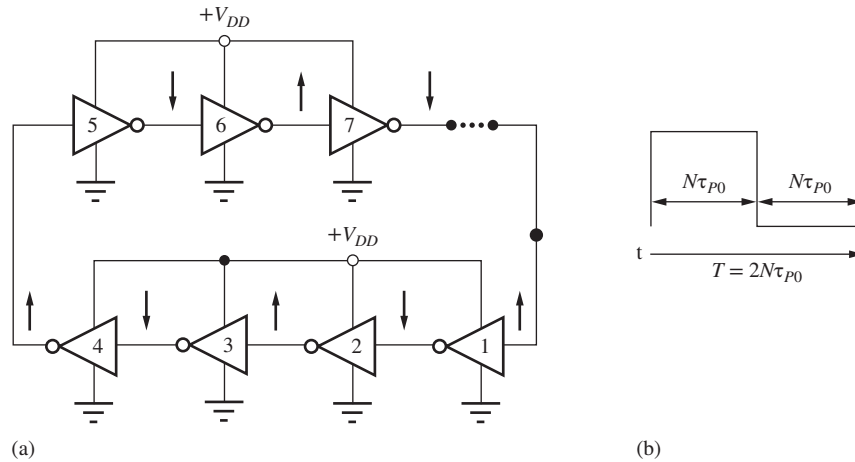 +V_DD
5 6 7
+V_DD
4 3 2 1
(a)
Nτ_P0 Nτ_P0
t
T = 2Nτ_P0
(b)